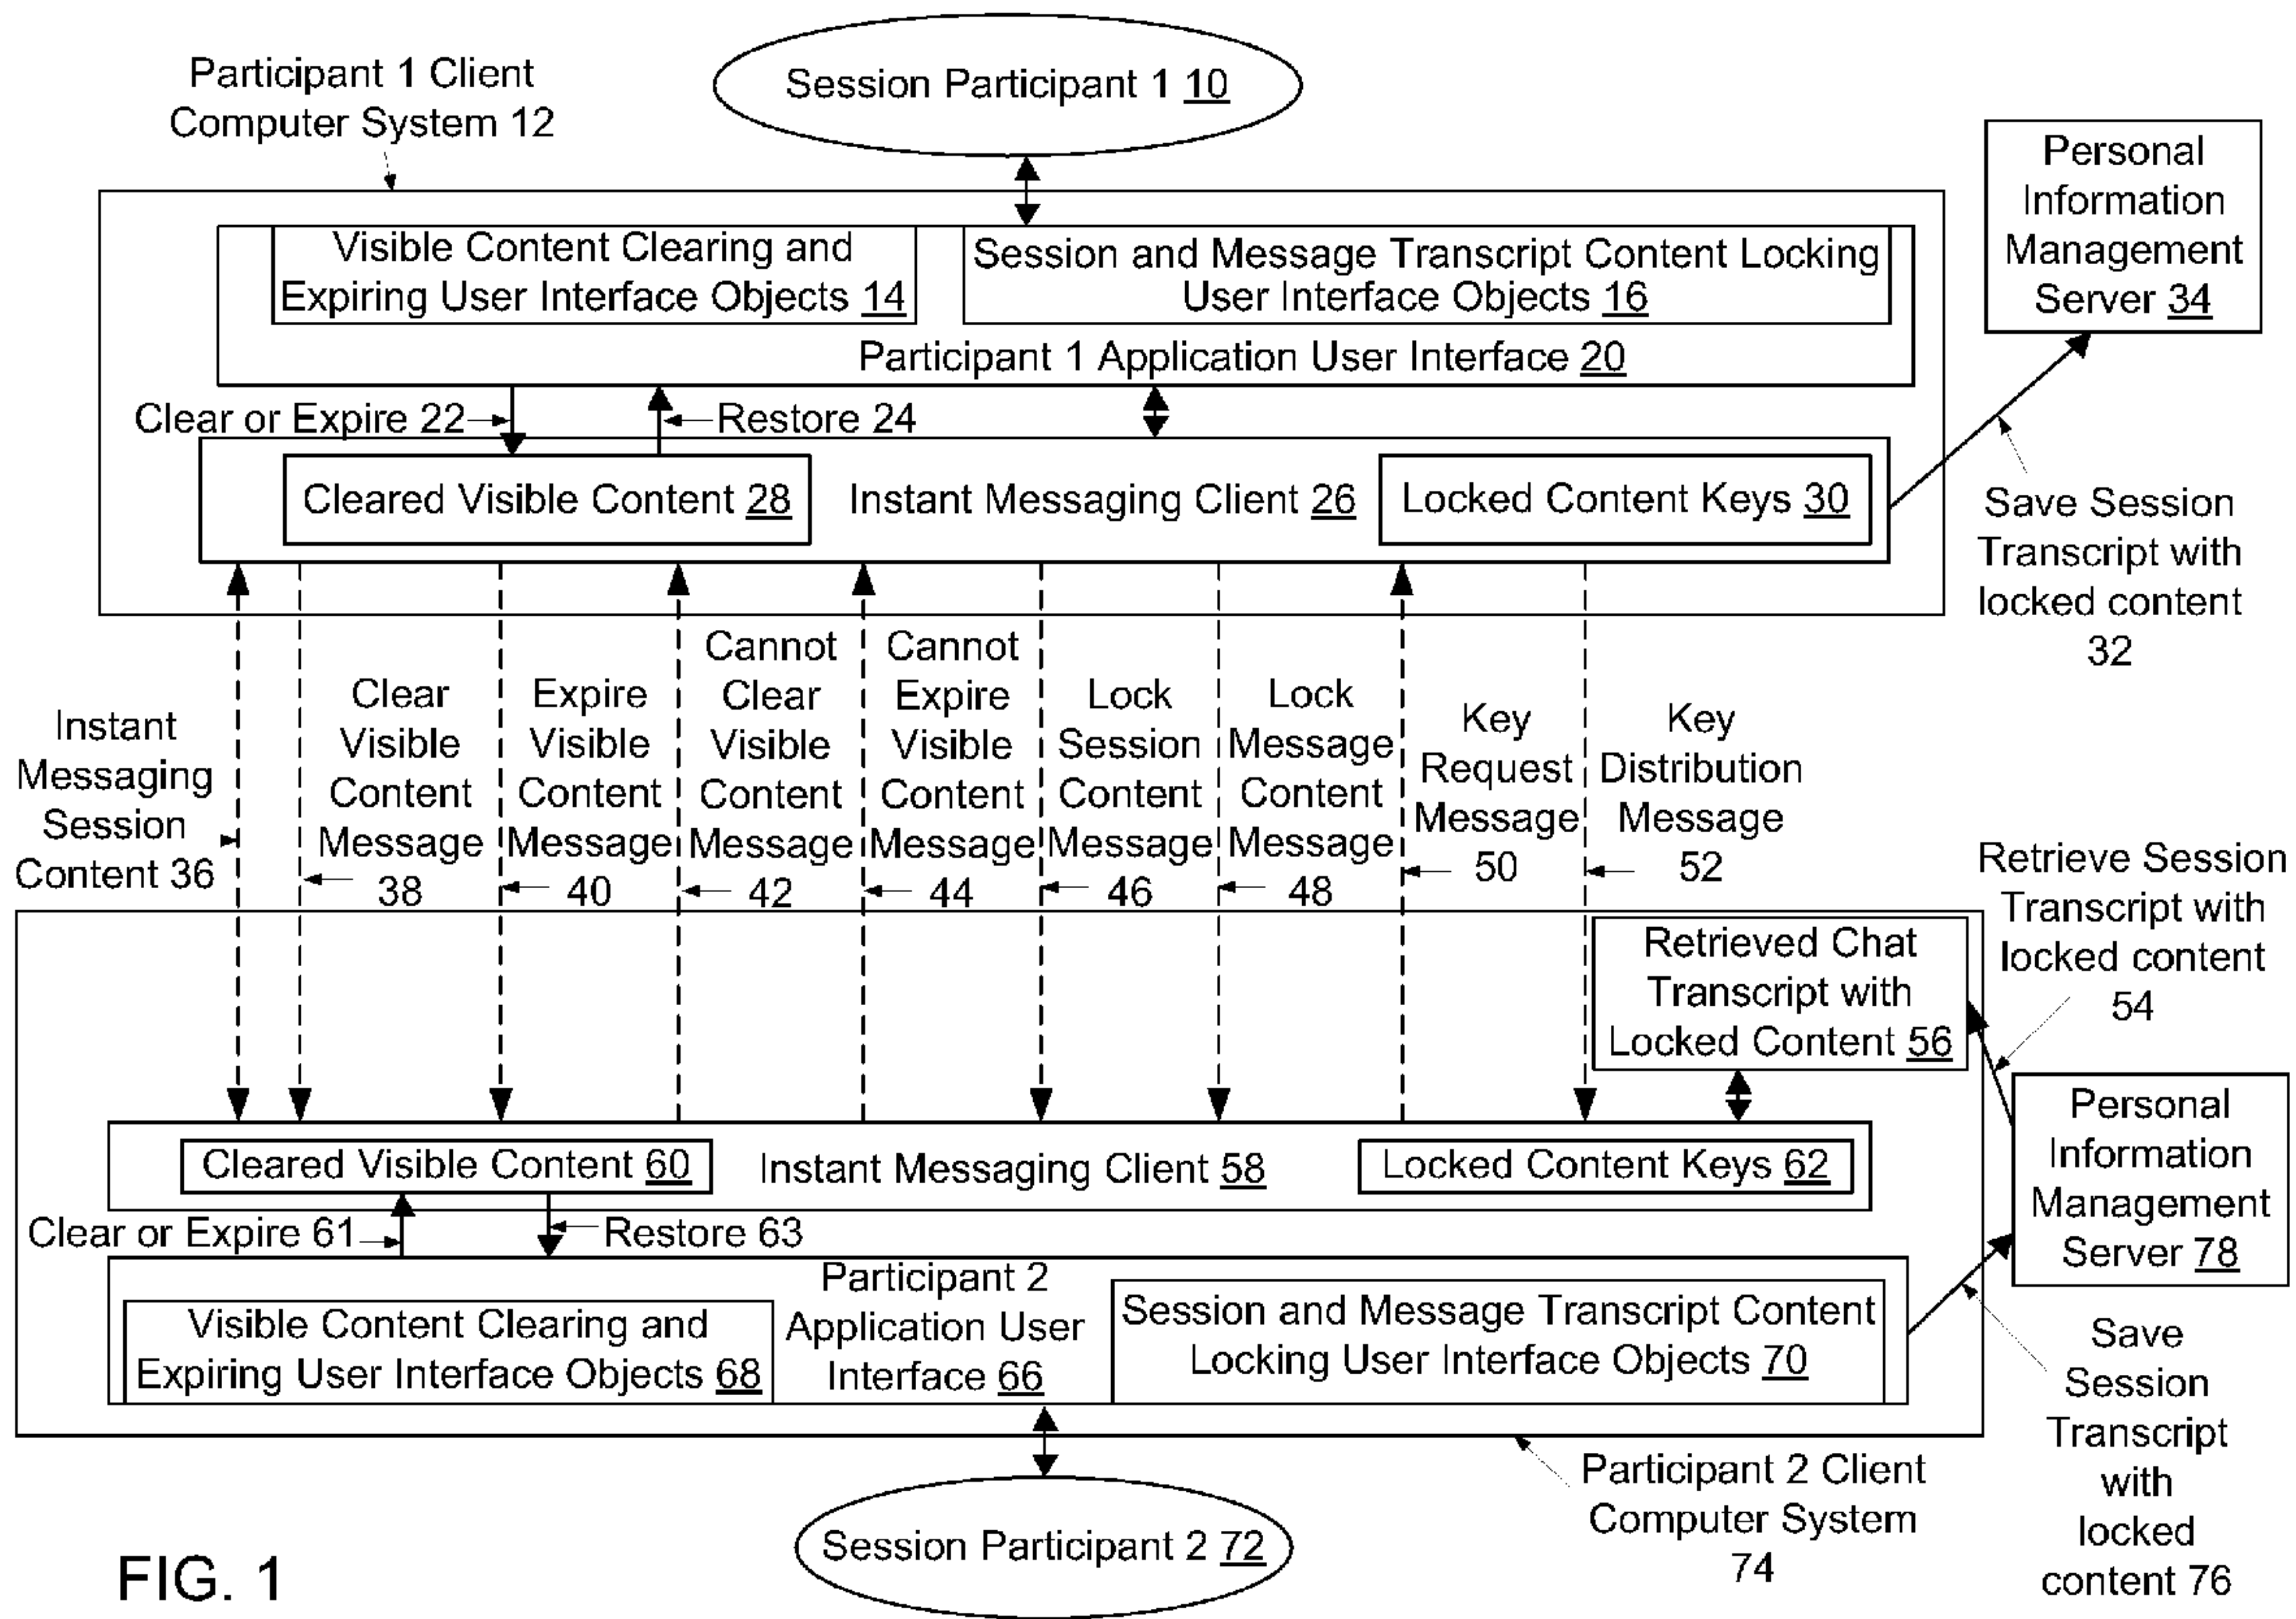 Participant 1 Client
Computer System 12
Session Participant 1 10
Personal
Information
Management
Server 34
Visible Content Clearing and
Expiring User Interface Objects 14
Session and Message Transcript Content Locking
User Interface Objects 16
Participant 1 Application User Interface 20
Clear or Expire 22
Restore 24
Cleared Visible Content 28
Instant Messaging Client 26
Locked Content Keys 30
Save Session
Transcript with
locked content
32
Instant
Messaging
Session
Content 36
Clear
Visible
Content
Message
38
Expire
Visible
Content
Message
40
Cannot
Clear
Visible
Content
Message
42
Cannot
Expire
Visible
Content
Message
44
Lock
Session
Content
Message
46
Lock
Message
Content
Message
48
Key
Request
Message
50
Key
Distribution
Message
52
Retrieve Session
Transcript with
locked content
54
Retrieved Chat
Transcript with
Locked Content 56
Personal
Information
Management
Server 78
Cleared Visible Content 60
Instant Messaging Client 58
Locked Content Keys 62
Clear or Expire 61
Restore 63
Visible Content Clearing and
Expiring User Interface Objects 68
Participant 2
Application User
Interface 66
Session and Message Transcript Content
Locking User Interface Objects 70
Save
Session
Transcript
with
locked
content 76
Participant 2 Client
Computer System
74
Session Participant 2 72
FIG. 1